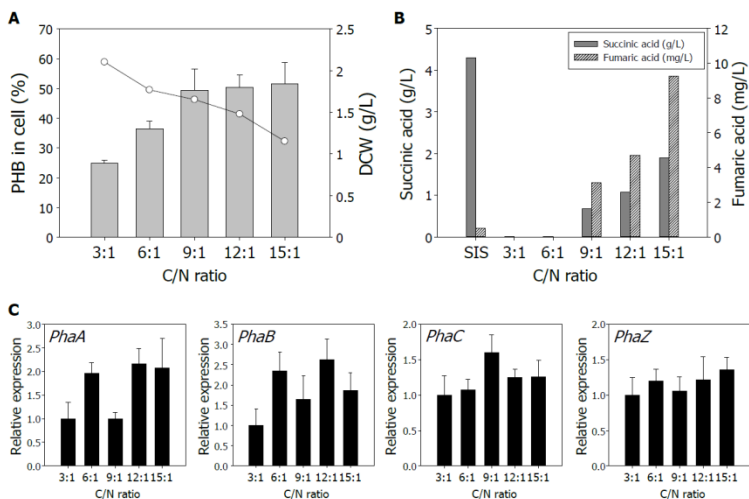 A
PHB in cell (%)
70
60
50
40
30
20
10
0
2.5
2
1.5
1
0.5
0
DCW (g/L)
3:1 6:1 9:1 12:1 15:1
C/N ratio
B
Succinic acid (g/L)
5
4
3
2
1
0
Succinic acid (g/L)
Fumaric acid (mg/L)
12
10
8
6
4
2
0
Fumaric acid (mg/L)
SIS 3:1 6:1 9:1 12:1 15:1
C/N ratio
C
PhaA
Relative expression
3.0
2.5
2.0
1.5
1.0
0.5
0.0
3:1 6:1 9:1 12:1 15:1
C/N ratio
PhaB
Relative expression
3.5
3.0
2.5
2.0
1.5
1.0
0.5
0.0
3:1 6:1 9:1 12:1 15:1
C/N ratio
PhaC
Relative expression
2.0
1.5
1.0
0.5
0.0
3:1 6:1 9:1 12:1 15:1
C/N ratio
PhaZ
Relative expression
2.0
1.5
1.0
0.5
0.0
3:1 6:1 9:1 12:1 15:1
C/N ratio